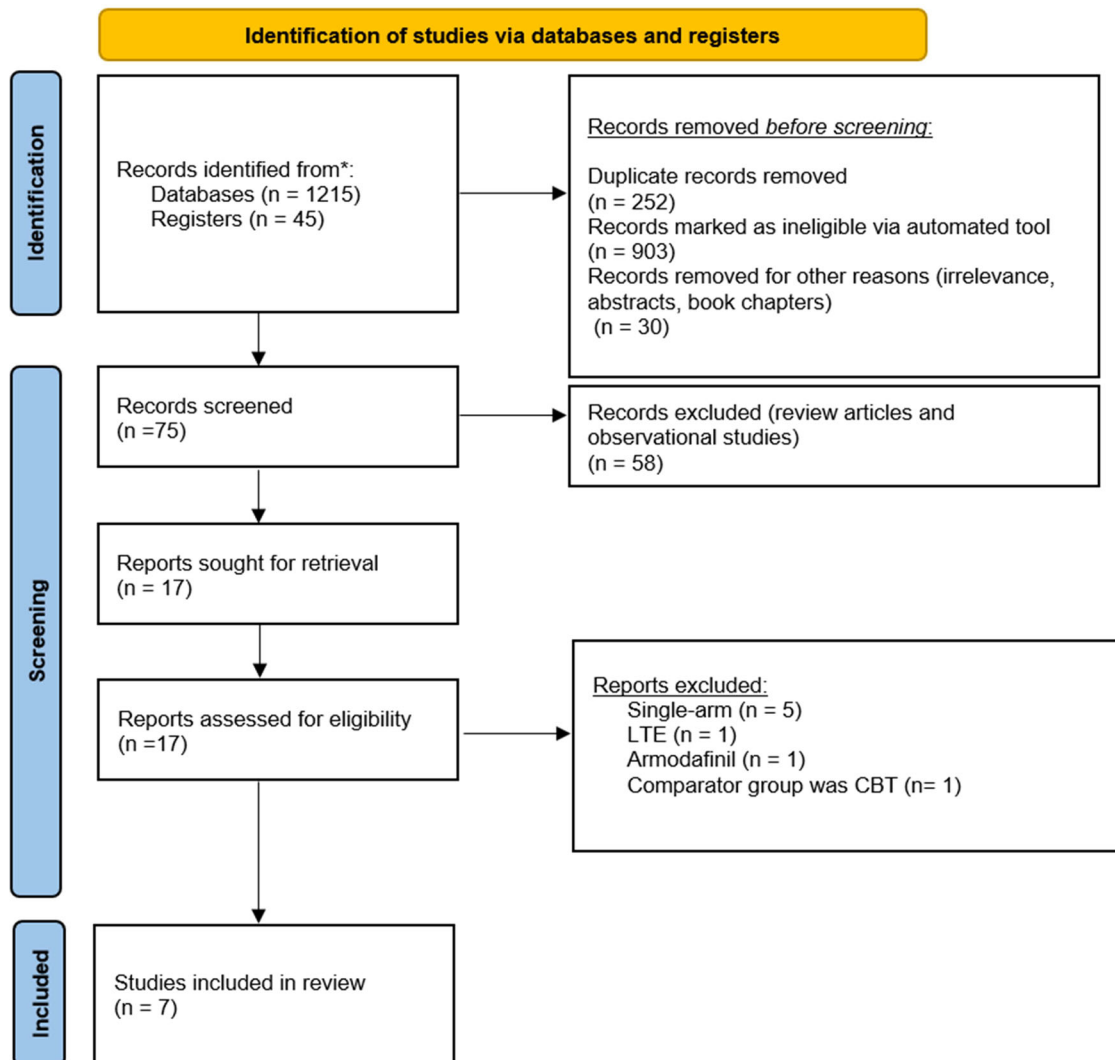 Identification of studies via databases and registers
Identification
Records identified from*:
Databases (n = 1215)
Registers (n = 45)
Records removed before screening:
Duplicate records removed
(n = 252)
Records marked as ineligible via automated tool
(n = 903)
Records removed for other reasons (irrelevance,
abstracts, book chapters)
(n = 30)
Screening
Records screened
(n =75)
Records excluded (review articles and
observational studies)
(n = 58)
Reports sought for retrieval
(n = 17)
Reports assessed for eligibility
(n =17)
Reports excluded:
Single-arm (n = 5)
LTE (n = 1)
Armodafinil (n = 1)
Comparator group was CBT (n= 1)
Included
Studies included in review
(n = 7)